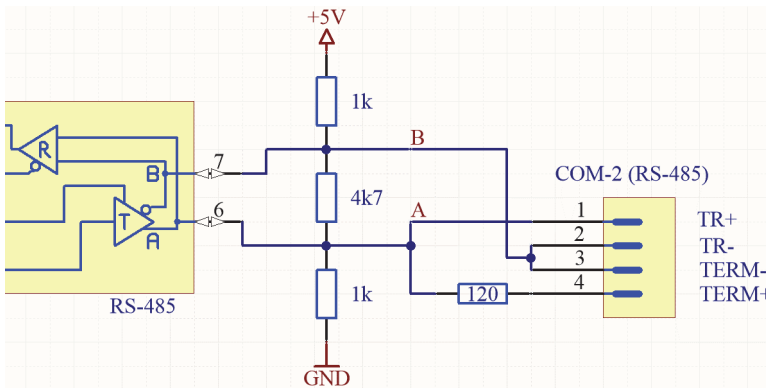 +5V
1k
B
7
R
B
4k7
COM-2 (RS-485)
A
6
T
A
1
TR+
2
TR-
3
TERM-
120
4
TERM+
1k
RS-485
GND